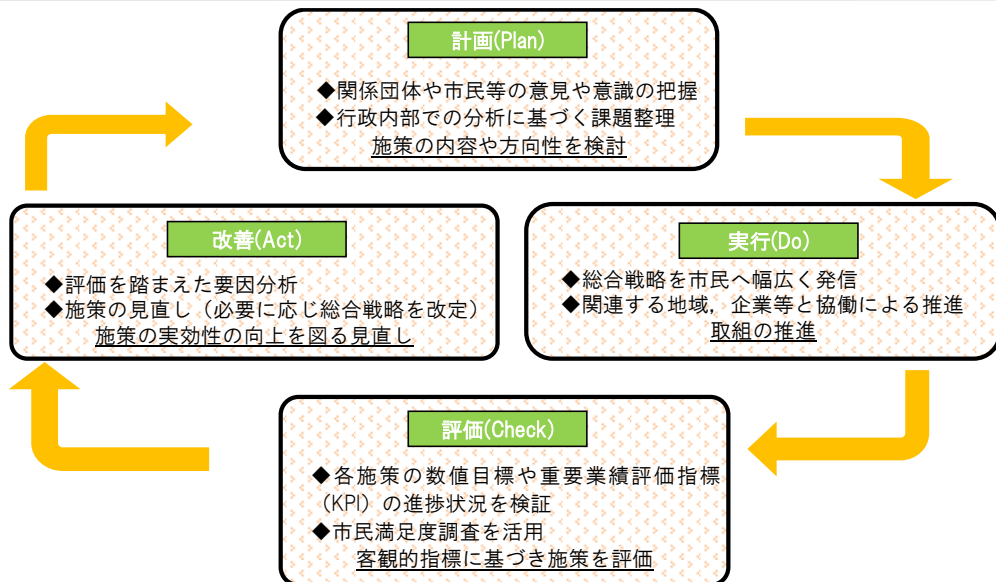 計画(Plan)
◆関係団体や市民等の意見や意識の把握
◆行政内部での分析に基づく課題整理
施策の内容や方向性を検討
改善(Act)
◆評価を踏まえた要因分析
◆施策の見直し（必要に応じ総合戦略を改定）
施策の実効性の向上を図る見直し
実行(Do)
◆総合戦略を市民へ幅広く発信
◆関連する地域，企業等と協働による推進
取組の推進
評価(Check)
◆各施策の数値目標や重要業績評価指標
（KPI）の進捗状況を検証
◆市民満足度調査を活用
客観的指標に基づき施策を評価